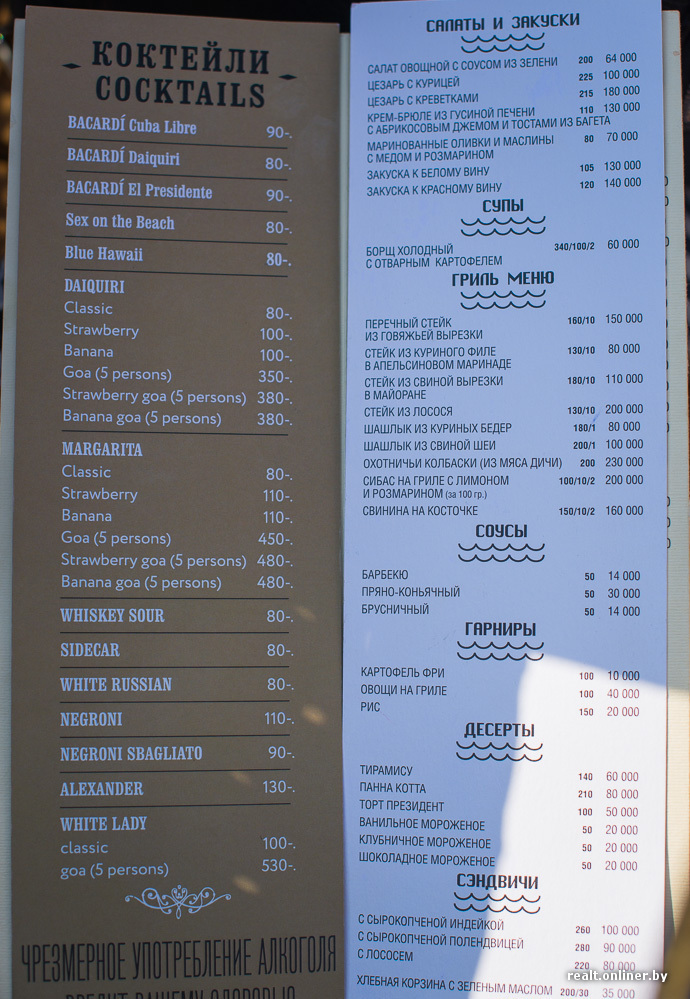 КОКТЕЙЛИ
COCKTAILS
BACARDÍ Cuba Libre 90-.
BACARDÍ Daiquiri 80-.
BACARDÍ El Presidente 90-.
Sex on the Beach 80-.
Blue Hawaii 80-.
DAIQUIRI
Classic 80-.
Strawberry 100-.
Banana 100-.
Goa (5 persons) 350-.
Strawberry goa (5 persons) 380-.
Banana goa (5 persons) 380-.
MARGARITA
Classic 80-.
Strawberry 110-.
Banana 110-.
Goa (5 persons) 450-.
Strawberry goa (5 persons) 480-.
Banana goa (5 persons) 480-.
WHISKEY SOUR 80-.
SIDECAR 80-.
WHITE RUSSIAN 80-.
NEGRONI 110-.
NEGRONI SBAGLIATO 90-.
ALEXANDER 130-.
WHITE LADY
classic 100-.
goa (5 persons) 530-.
ЧРЕЗМЕРНОЕ УПОТРЕБЛЕНИЕ АЛКОГОЛЯ
ВРЕДИТ ВАШЕМУ ЗДОРОВЬЮ
САЛАТЫ И ЗАКУСКИ
САЛАТ ОВОЩНОЙ С СОУСОМ ИЗ ЗЕЛЕНИ 200 64 000
ЦЕЗАРЬ С КУРИЦЕЙ 225 100 000
ЦЕЗАРЬ С КРЕВЕТКАМИ 215 180 000
КРЕМ-БРЮЛЕ ИЗ ГУСИНОЙ ПЕЧЕНИ 110 130 000
С АБРИКОСОВЫМ ДЖЕМОМ И ТОСТАМИ ИЗ БАГЕТА
МАРИНОВАННЫЕ ОЛИВКИ И МАСЛИНЫ 80 70 000
С МЕДОМ И РОЗМАРИНОМ
ЗАКУСКА К БЕЛОМУ ВИНУ 105 130 000
ЗАКУСКА К КРАСНОМУ ВИНУ 120 140 000
СУПЫ
БОРЩ ХОЛОДНЫЙ 340/100/2 60 000
С ОТВАРНЫМ КАРТОФЕЛЕМ
ГРИЛЬ МЕНЮ
ПЕРЕЧНЫЙ СТЕЙК 160/10 150 000
ИЗ ГОВЯЖЬЕЙ ВЫРЕЗКИ
СТЕЙК ИЗ КУРИНОГО ФИЛЕ 130/10 80 000
В АПЕЛЬСИНОВОМ МАРИНАДЕ
СТЕЙК ИЗ СВИНОЙ ВЫРЕЗКИ 180/10 110 000
В МАЙОРАНЕ
СТЕЙК ИЗ ЛОСОСЯ 130/10 200 000
ШАШЛЫК ИЗ КУРИНЫХ БЕДЕР 180/1 80 000
ШАШЛЫК ИЗ СВИНОЙ ШЕИ 200/1 100 000
ОХОТНИЧЬИ КОЛБАСКИ (ИЗ МЯСА ДИЧИ) 200 230 000
СИБАС НА ГРИЛЕ С ЛИМОНОМ 100/10/2 200 000
И РОЗМАРИНОМ (за 100 гр.)
СВИНИНА НА КОСТОЧКЕ 150/10/2 160 000
СОУСЫ
БАРБЕКЮ 50 14 000
ПРЯНО-КОНЬЯЧНЫЙ 50 30 000
БРУСНИЧНЫЙ 50 14 000
ГАРНИРЫ
КАРТОФЕЛЬ ФРИ 100 10 000
ОВОЩИ НА ГРИЛЕ 100 40 000
РИС 150 20 000
ДЕСЕРТЫ
ТИРАМИСУ 140 60 000
ПАННА КОТТА 210 80 000
ТОРТ ПРЕЗИДЕНТ 100 50 000
ВАНИЛЬНОЕ МОРОЖЕНОЕ 50 20 000
КЛУБНИЧНОЕ МОРОЖЕНОЕ 50 20 000
ШОКОЛАДНОЕ МОРОЖЕНОЕ 50 20 000
СЭНДВИЧИ
С СЫРОКОПЧЕНОЙ ИНДЕЙКОЙ 260 100 000
С СЫРОКОПЧЕНОЙ ПОЛЕНДВИЦЕЙ 280 90 000
С ЛОСОСЕМ 220 80 000
ХЛЕБНАЯ КОРЗИНА С ЗЕЛЕНЫМ МАСЛОМ 200/30 35 000
realt.onliner.by